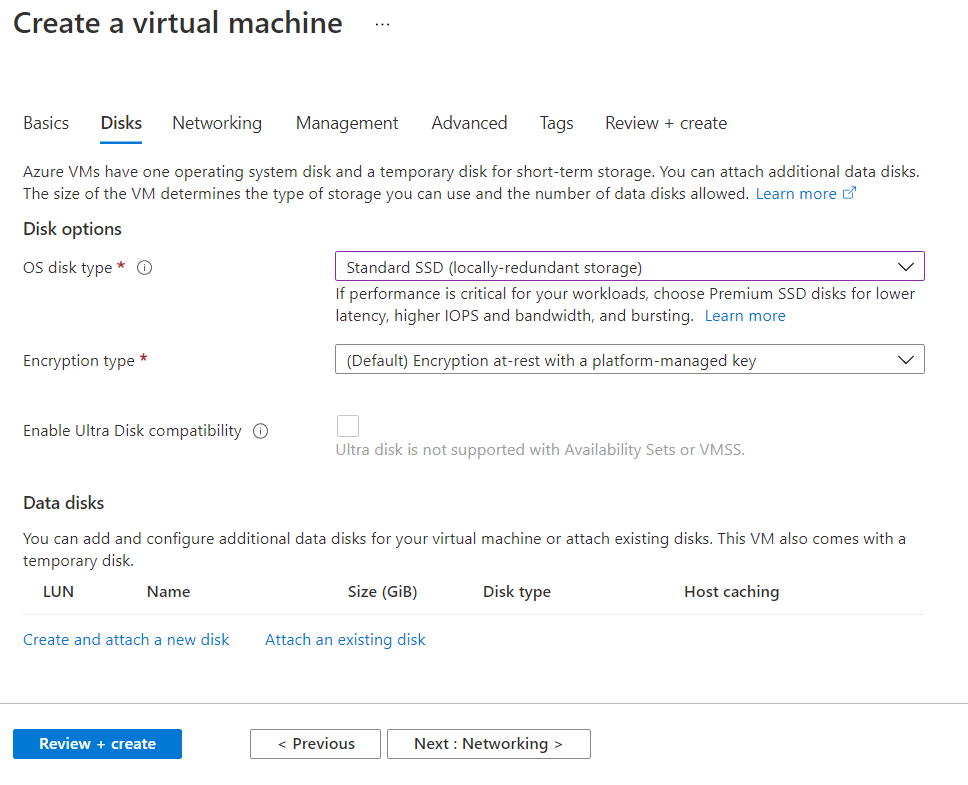 Create a virtual machine ...
Basics Disks Networking Management Advanced Tags Review + create
Azure VMs have one operating system disk and a temporary disk for short-term storage. You can attach additional data disks.
The size of the VM determines the type of storage you can use and the number of data disks allowed. Learn more
Disk options
OS disk type * Standard SSD (locally-redundant storage)
If performance is critical for your workloads, choose Premium SSD disks for lower
latency, higher IOPS and bandwidth, and bursting. Learn more
Encryption type * (Default) Encryption at-rest with a platform-managed key
Enable Ultra Disk compatibility
Ultra disk is not supported with Availability Sets or VMSS.
Data disks
You can add and configure additional data disks for your virtual machine or attach existing disks. This VM also comes with a
temporary disk.
LUN Name Size (GiB) Disk type Host caching
Create and attach a new disk Attach an existing disk
Review + create < Previous Next : Networking >